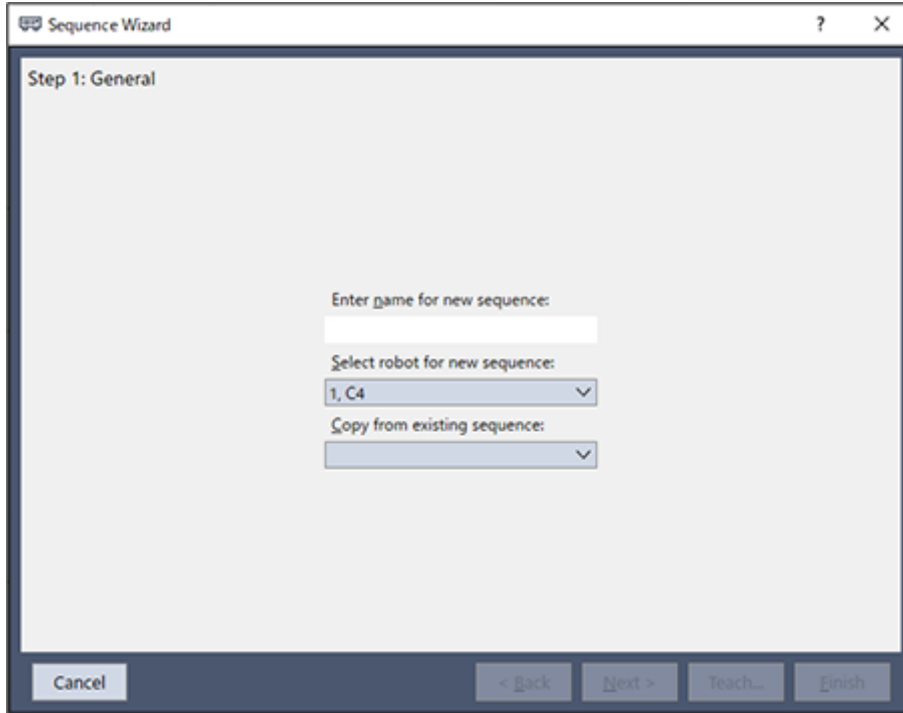 Sequence Wizard
?
Step 1: General
Enter name for new sequence:
Select robot for new sequence:
1, C4
Copy from existing sequence:
Cancel
< Back
Next >
Teach...
Finish